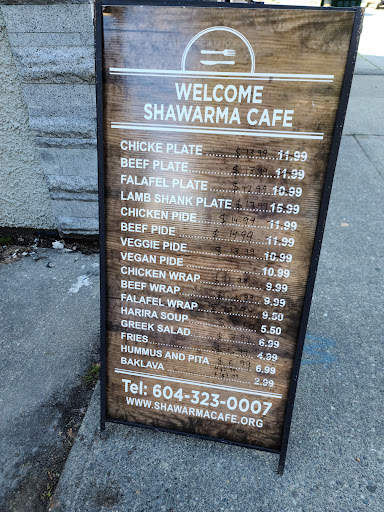 WELCOME
SHAWARMA CAFE
CHICKE PLATE 11.99
BEEF PLATE 11.99
FALAFEL PLATE 10.99
LAMB SHANK PLATE 15.99
CHICKEN PIDE 11.99
BEEF PIDE 11.99
VEGGIE PIDE 10.99
VEGAN PIDE 10.99
CHICKEN WRAP 9.99
BEEF WRAP 9.99
FALAFEL WRAP 9.50
HARIRA SOUP 5.50
GREEK SALAD 6.99
FRIES 4.99
HUMMUS AND PITA 6.99
BAKLAVA 2.99
Tel: 604-323-0007
WWW.SHAWARMACAFE.ORG